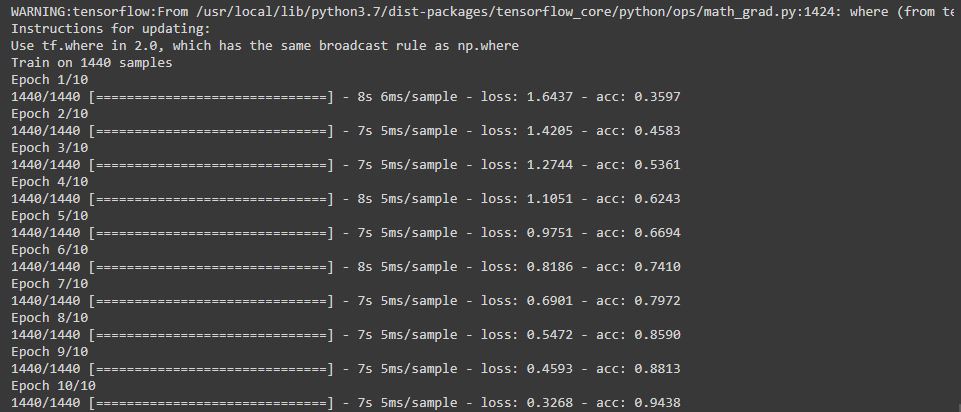 WARNING:tensorflow:From /usr/local/lib/python3.7/dist-packages/tensorflow_core/python/ops/math_grad.py:1424: where (from te
Instructions for updating:
Use tf.where in 2.0, which has the same broadcast rule as np.where
Train on 1440 samples
Epoch 1/10
1440/1440 [==============================] - 8s 6ms/sample - loss: 1.6437 - acc: 0.3597
Epoch 2/10
1440/1440 [==============================] - 7s 5ms/sample - loss: 1.4205 - acc: 0.4583
Epoch 3/10
1440/1440 [==============================] - 7s 5ms/sample - loss: 1.2744 - acc: 0.5361
Epoch 4/10
1440/1440 [==============================] - 8s 5ms/sample - loss: 1.1051 - acc: 0.6243
Epoch 5/10
1440/1440 [==============================] - 7s 5ms/sample - loss: 0.9751 - acc: 0.6694
Epoch 6/10
1440/1440 [==============================] - 8s 5ms/sample - loss: 0.8186 - acc: 0.7410
Epoch 7/10
1440/1440 [==============================] - 7s 5ms/sample - loss: 0.6901 - acc: 0.7972
Epoch 8/10
1440/1440 [==============================] - 7s 5ms/sample - loss: 0.5472 - acc: 0.8590
Epoch 9/10
1440/1440 [==============================] - 7s 5ms/sample - loss: 0.4593 - acc: 0.8813
Epoch 10/10
1440/1440 [==============================] - 7s 5ms/sample - loss: 0.3268 - acc: 0.9438